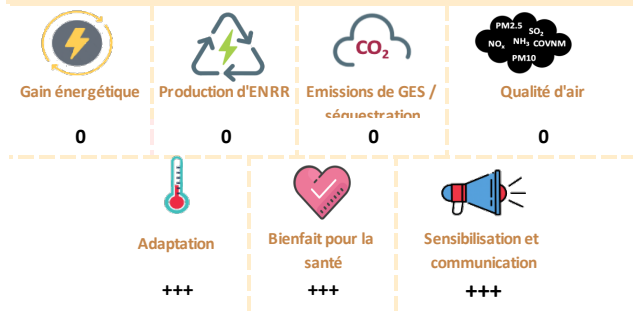 PM2.5
SO₂
NOₓ NH₃ COVNM
PM10
CO₂
Gain énergétique
Production d'ENRR
Emissions de GES /
séquestration
Qualité d'air
0
0
0
0
Adaptation
Bienfait pour la
santé
Sensibilisation et
communication
+++
+++
+++